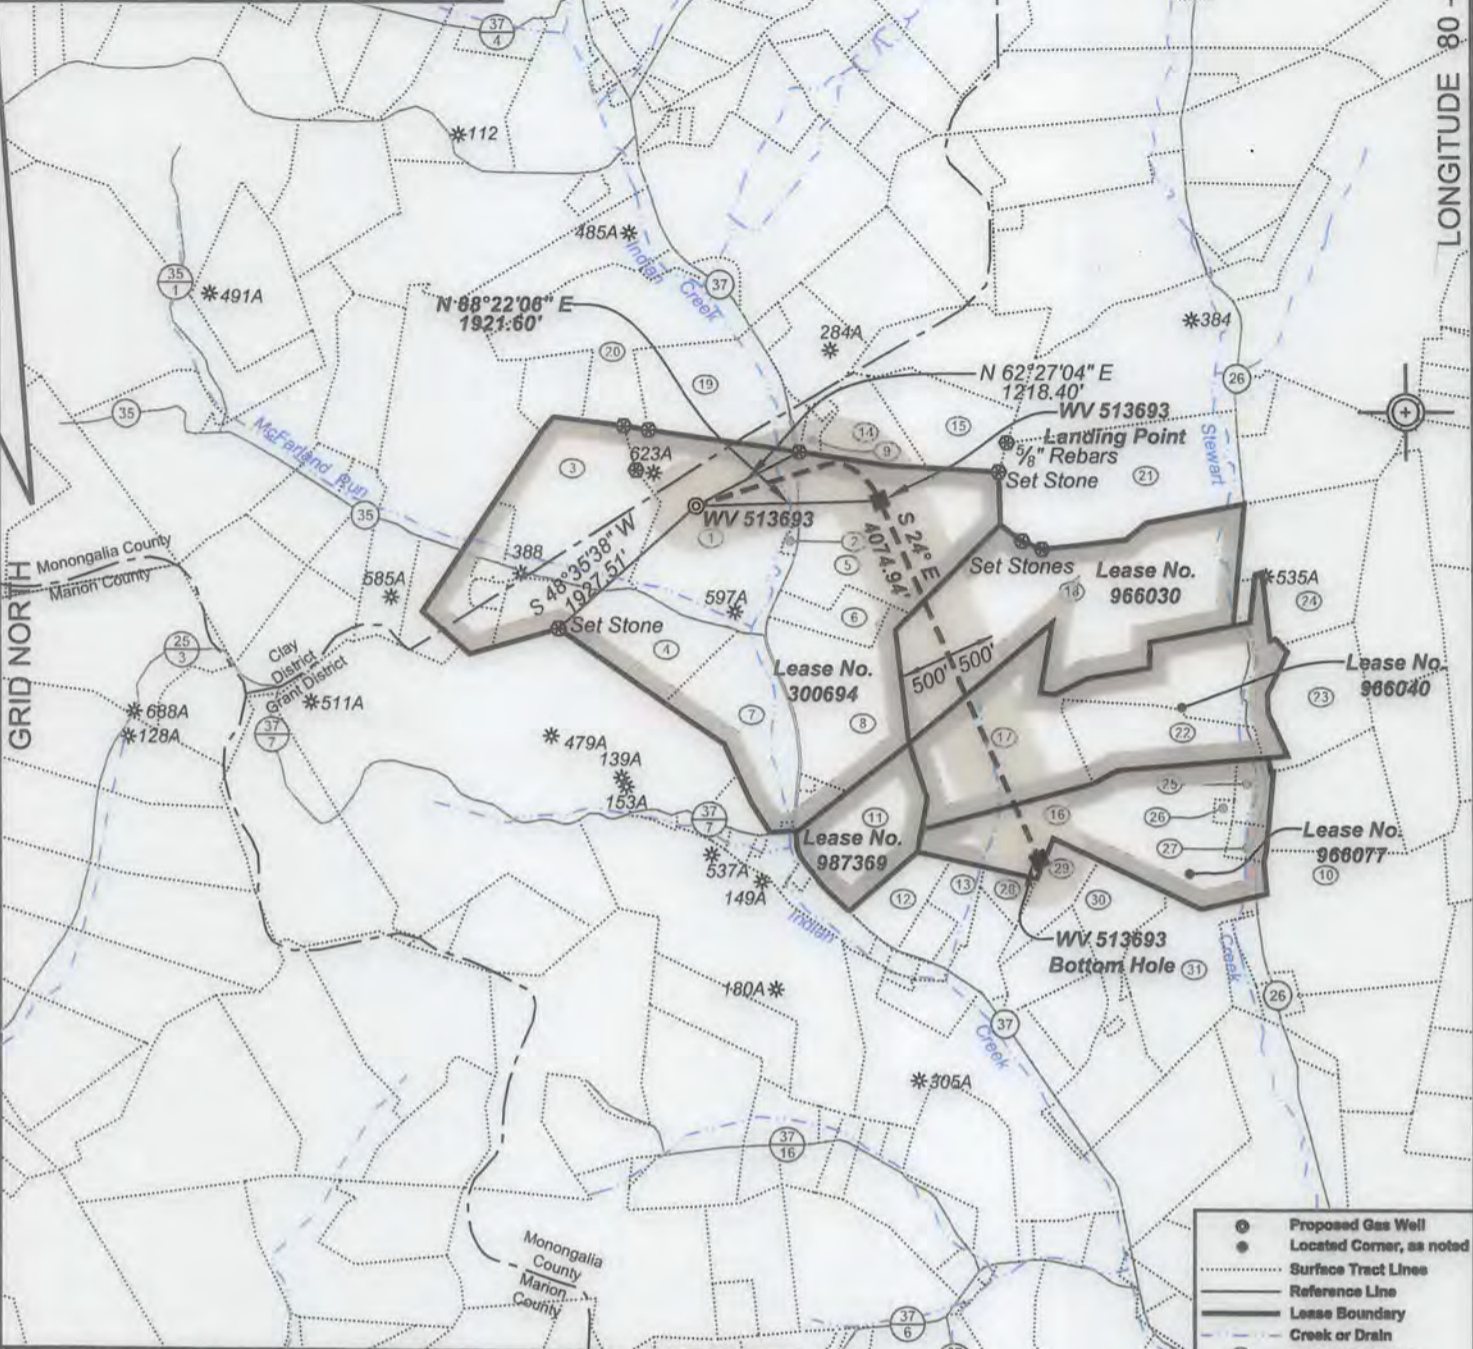 37
4
LONGITUDE 80
112
485A
Indian
Creek
37
35
1
491A
N 88°22'06" E
1921.60'
284A
384
20
19
N 62°27'04" E
1218.40'
26
35
McFarland Run
WV 513693
Landing Point
5/8" Rebars
Set Stone
14
9
15
21
Stewart
3
623A
WV 513693
1
2
5
6
S 24° E
4074.94'
35
GRID NORTH
Monongalia County
Marion County
585A
388
S 48°35'38" W
1927.51'
Set Stone
597A
Set Stones
Lease No.
966030
18
535A
24
25
3
Clay
District
Grant District
4
Lease No.
300694
500' 500'
Lease No.
966040
688A
128A
511A
37
7
7
8
17
22
23
479A
139A
153A
37
7
11
Lease No.
987369
16
25
26
27
Lease No.
966077
10
537A
149A
12
13
28
29
30
Indian
WV 513693
Bottom Hole
31
Creek
180A
26
37
Creek
305A
37
16
Monongalia
County
Marion
County
37
6
Proposed Gas Well
Located Corner, as noted
Surface Tract Lines
Reference Line
Lease Boundary
Creek or Drain